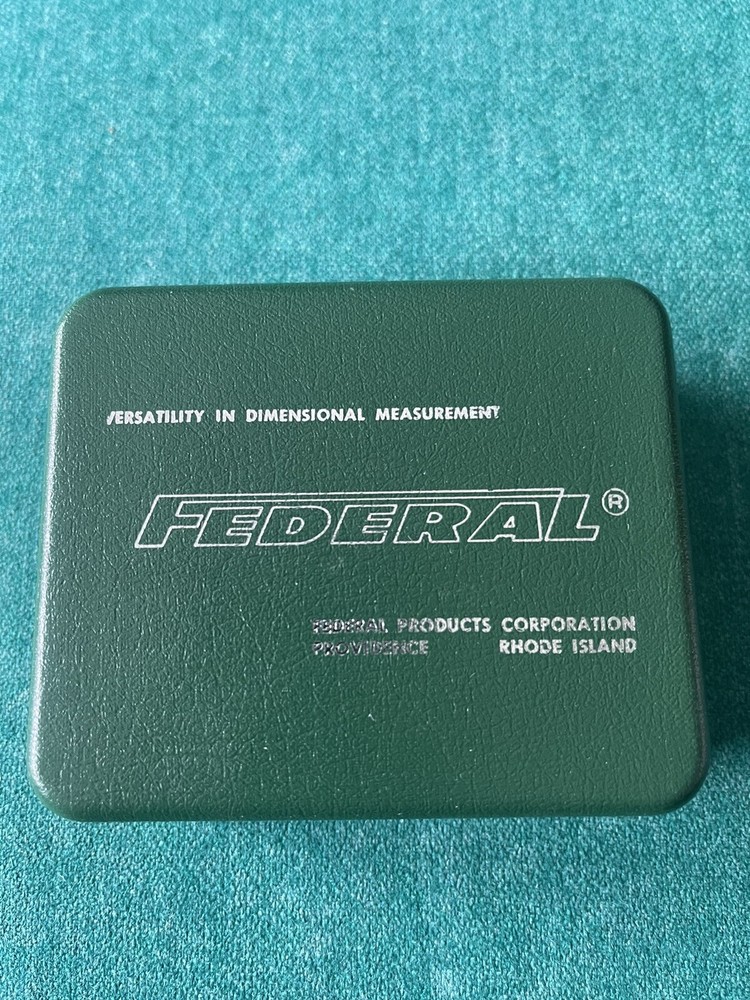 VERSATILITY IN DIMENSIONAL MEASUREMENT
FEDERAL®
FEDERAL PRODUCTS CORPORATION
PROVIDENCE RHODE ISLAND